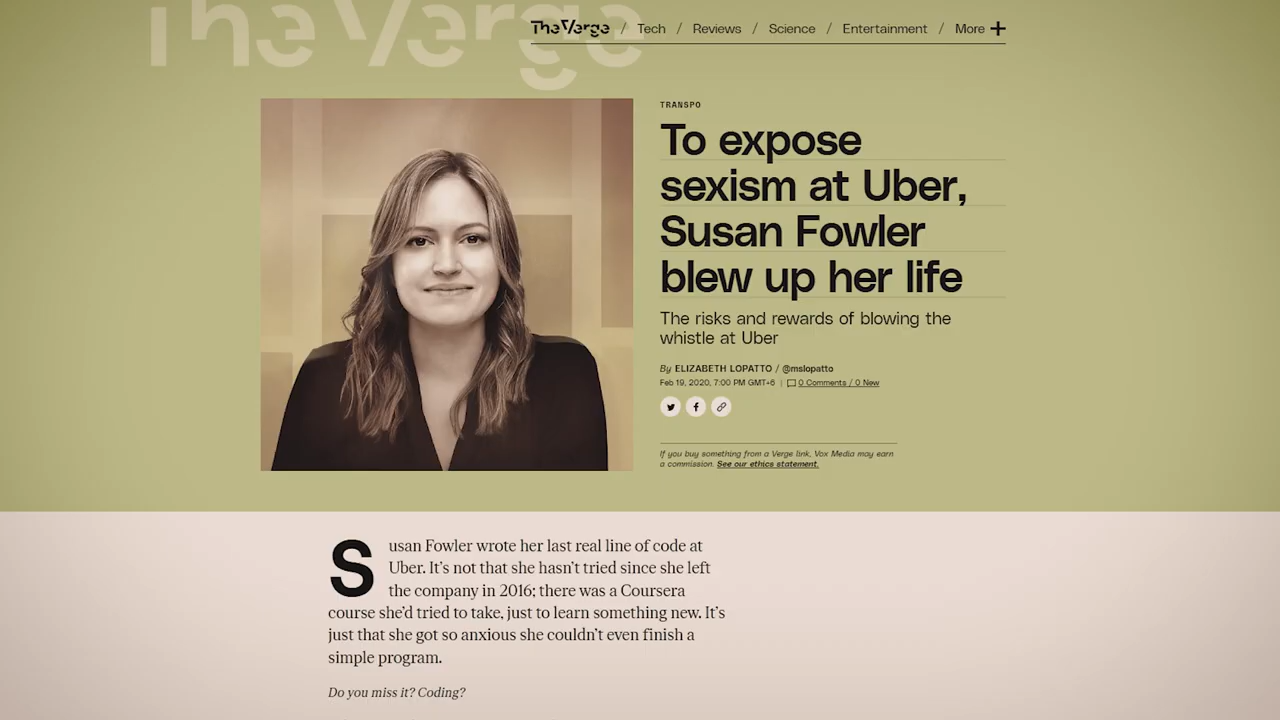 The Verge
The Verge / Tech / Reviews / Science / Entertainment / More +
TRANSPO
To expose
sexism at Uber,
Susan Fowler
blew up her life
The risks and rewards of blowing the
whistle at Uber
By ELIZABETH LOPATTO / @mslopatto
Feb 19, 2020, 7:00 PM GMT+6 | 0 Comments / 0 New
If you buy something from a Verge link, Vox Media may earn
a commission. See our ethics statement.
Susan Fowler wrote her last real line of code at
Uber. It’s not that she hasn’t tried since she left
the company in 2016; there was a Coursera
course she’d tried to take, just to learn something new. It’s
just that she got so anxious she couldn’t even finish a
simple program.
Do you miss it? Coding?